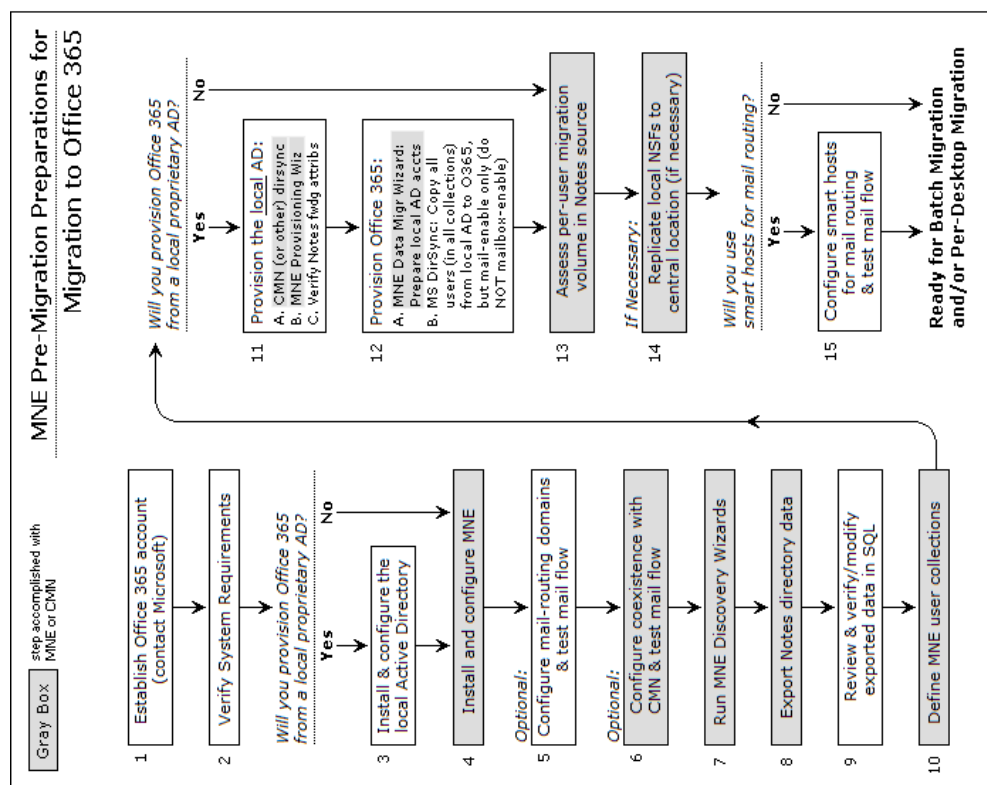 MNE Pre-Migration Preparations for
Migration to Office 365
Gray Box
step accomplished with
MNE or CMN
1
Establish Office 365 account
(contact Microsoft)
2
Verify System Requirements
Will you provision Office 365
from a local proprietary AD?
Yes
No
3
Install & configure the
local Active Directory
4
Install and configure MNE
Optional:
5
Configure mail-routing domains
& test mail flow
Optional:
6
Configure coexistence with
CMN & test mail flow
7
Run MNE Discovery Wizards
8
Export Notes directory data
9
Review & verify/modify
exported data in SQL
10
Define MNE user collections
Will you provision Office 365
from a local proprietary AD?
Yes
No
11
Provision the local AD:
A. CMN (or other) dirsync
B. MNE Provisioning Wiz
C. Verify Notes fwdg attribs
12
Provision Office 365:
A. MNE Data Migr Wizard:
Prepare local AD accts
B. MS DirSync: Copy all
users (in all collections)
from local AD to O365,
but mail-enable only (do
NOT mailbox-enable)
13
Assess per-user migration
volume in Notes source
If Necessary:
14
Replicate local NSFs to
central location (if necessary)
Will you use
smart hosts for mail routing?
Yes
No
15
Configure smart hosts
for mail routing
& test mail flow
Ready for Batch Migration
and/or Per-Desktop Migration